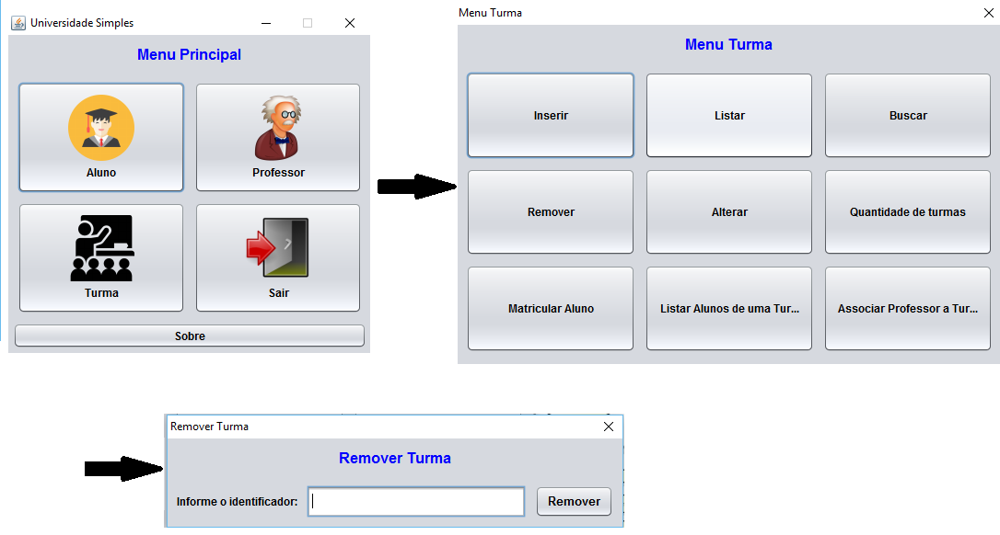 Universidade Simples
Menu Principal
Aluno
Professor
Turma
Sair
Sobre
Menu Turma
Menu Turma
Inserir
Listar
Buscar
Remover
Alterar
Quantidade de turmas
Matricular Aluno
Listar Alunos de uma Tur...
Associar Professor a Tur...
Remover Turma
Remover Turma
Informe o identificador:
Remover